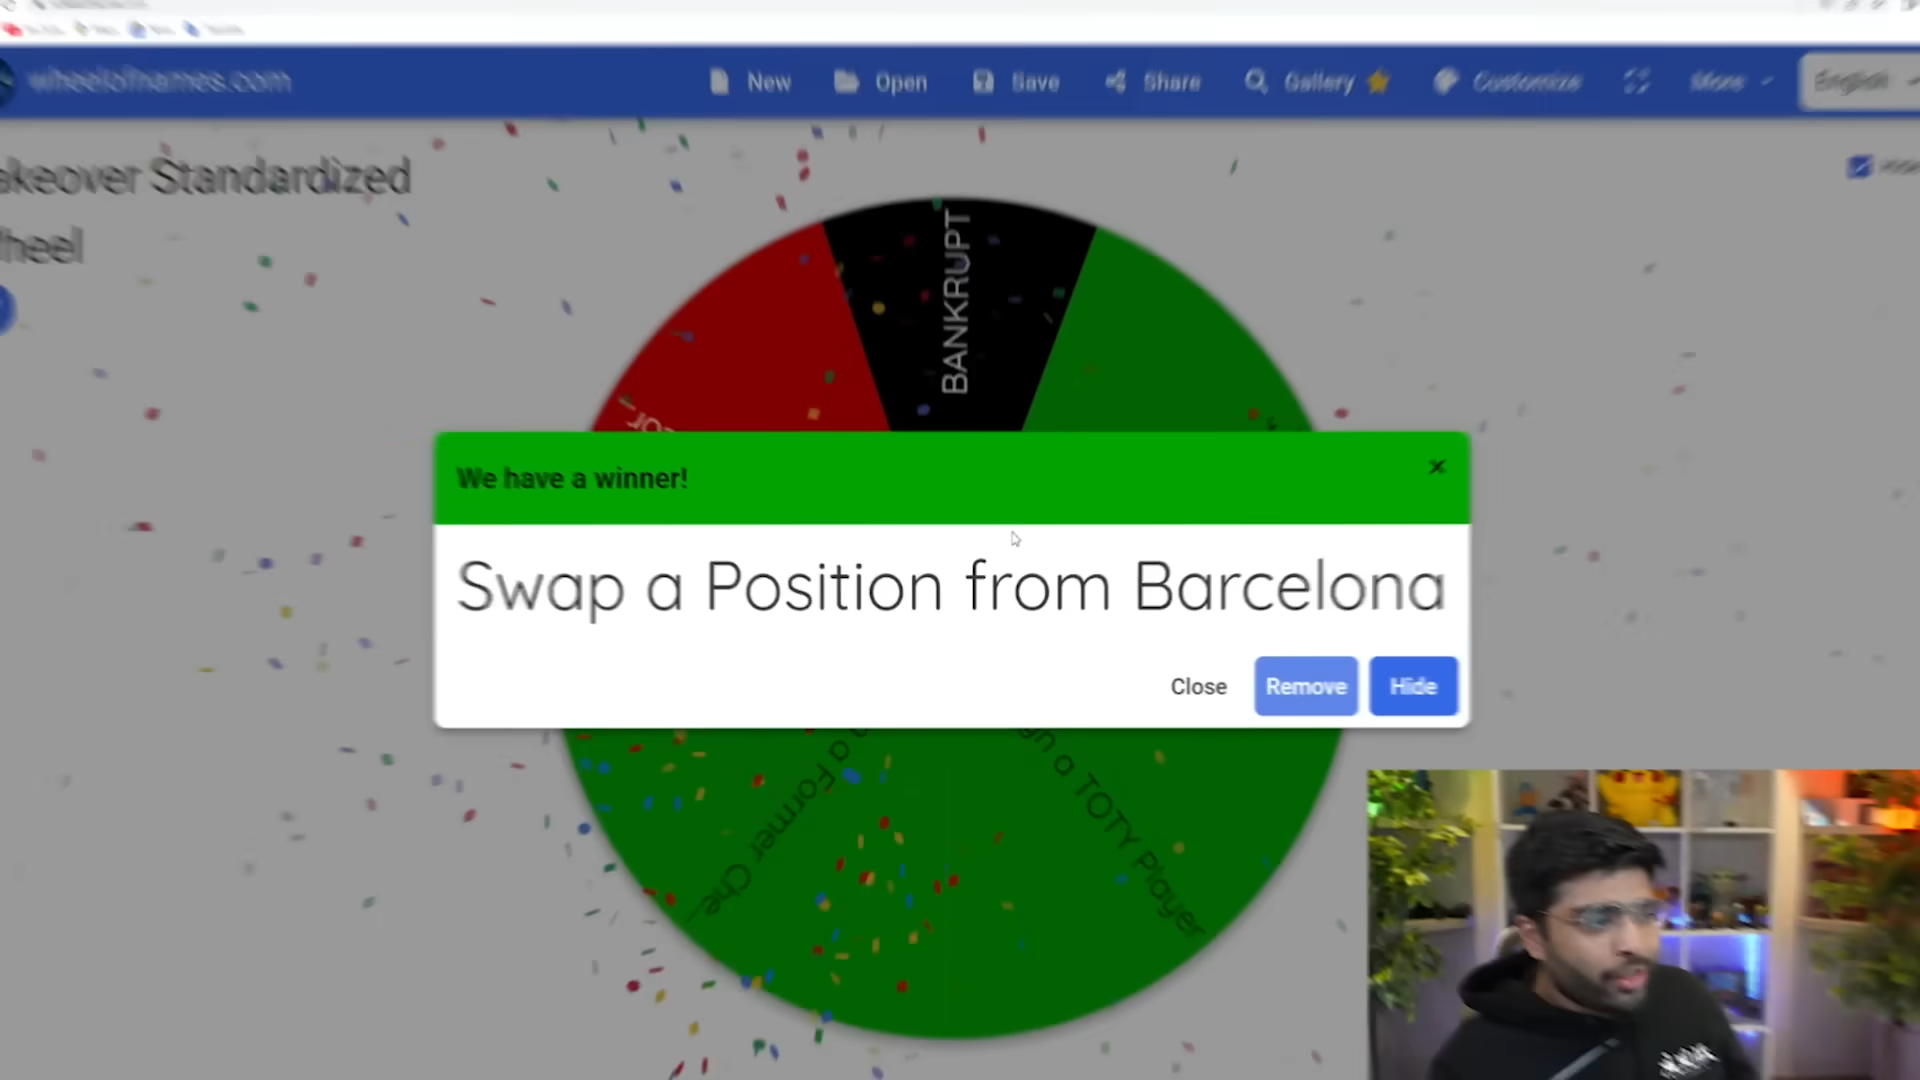 wheelofnames.com
New
Open
Save
Share
Gallery
Customize
More
English
akeover Standardized
heel
BANKRUPT
We have a winner!
×
Swap a Position from Barcelona
Close
Remove
Hide
a Former Che...
gn a TOTY Player